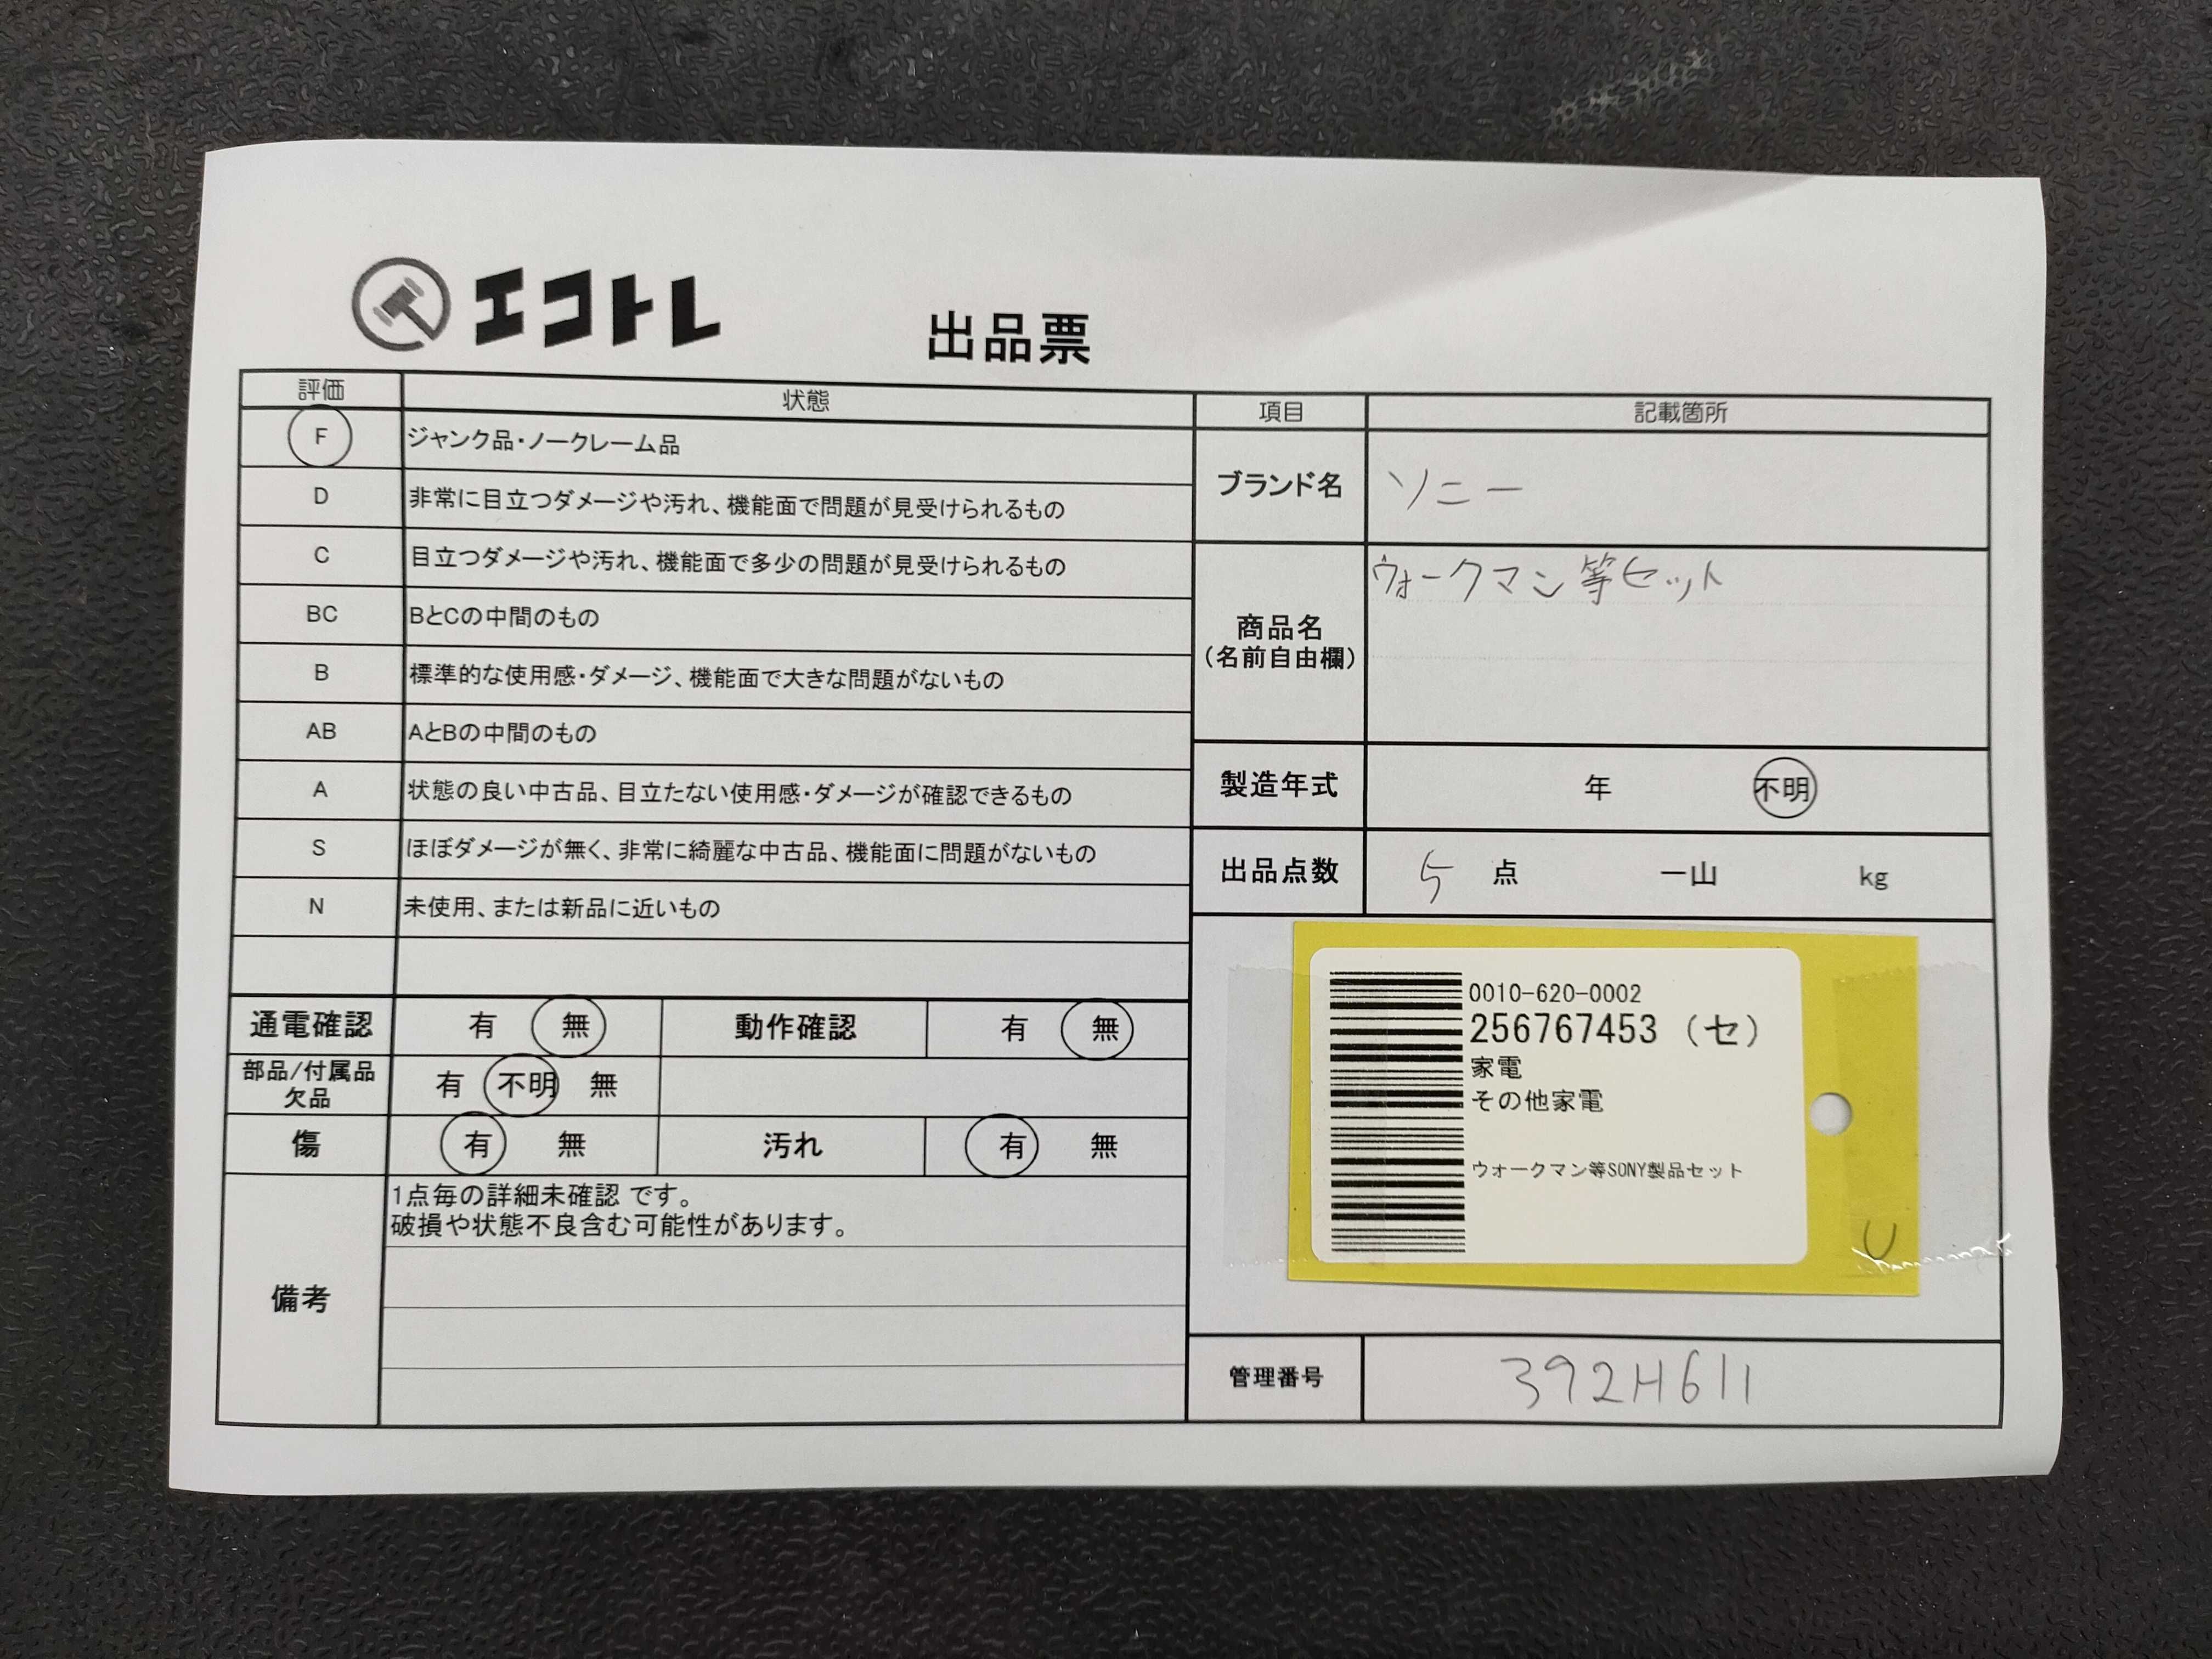 エコトレ
出品票
評価 状態
F ジャンク品・ノークレーム品
D 非常に目立つダメージや汚れ、機能面で問題が見受けられるもの
C 目立つダメージや汚れ、機能面で多少の問題が見受けられるもの
BC BとCの中間のもの
B 標準的な使用感・ダメージ、機能面で大きな問題がないもの
AB AとBの中間のもの
A 状態の良い中古品、目立たない使用感・ダメージが確認できるもの
S ほぼダメージが無く、非常に綺麗な中古品、機能面に問題がないもの
N 未使用、または新品に近いもの
通電確認 有 無 動作確認 有 無
部品/付属品
欠品
有 不明 無
傷 有 無 汚れ 有 無
備考
1点毎の詳細未確認 です。
破損や状態不良含む可能性があります。
項目 記載箇所
ブランド名 ソニー
商品名
(名前自由欄)
ウォークマン等セット
製造年式 年 不明
出品点数 5 点 一山 kg
0010-620-0002
256767453 (セ)
家電
その他家電
ウォークマン等SONY製品セット
U
管理番号 392H611